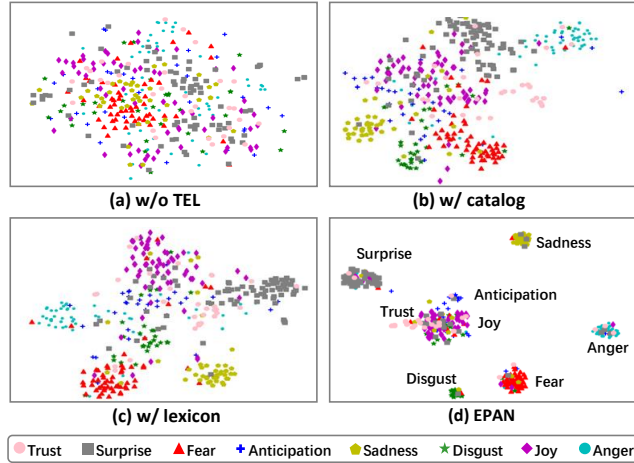 (a) w/o TEL
(b) w/ catalog
Surprise
Sadness
Anticipation
Trust
Joy
Anger
Disgust
Fear
(c) w/ lexicon
(d) EPAN
Trust Surprise Fear Anticipation Sadness Disgust Joy Anger